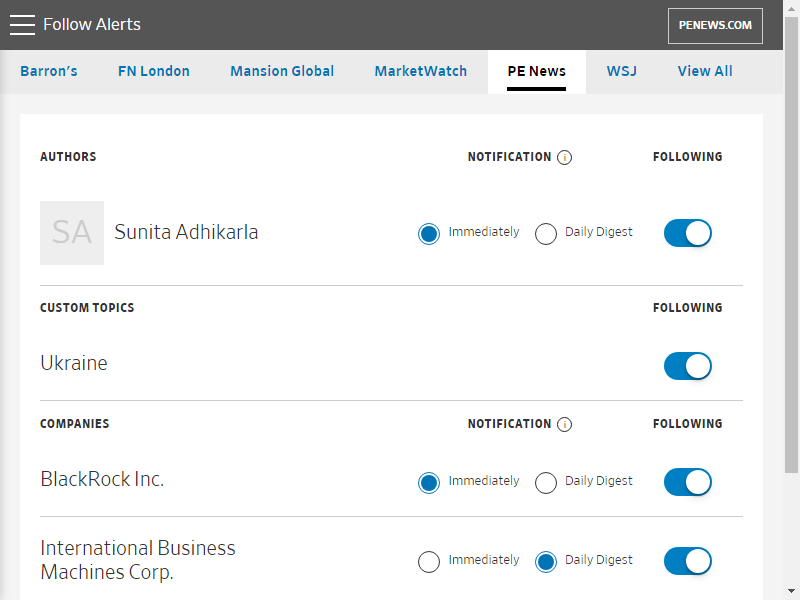 Follow Alerts
PENEWS.COM
Barron's FN London Mansion Global MarketWatch PE News WSJ View All
AUTHORS NOTIFICATION i FOLLOWING
SA Sunita Adhikarla Immediately Daily Digest
CUSTOM TOPICS FOLLOWING
Ukraine
COMPANIES NOTIFICATION i FOLLOWING
BlackRock Inc. Immediately Daily Digest
International Business
Machines Corp. Immediately Daily Digest